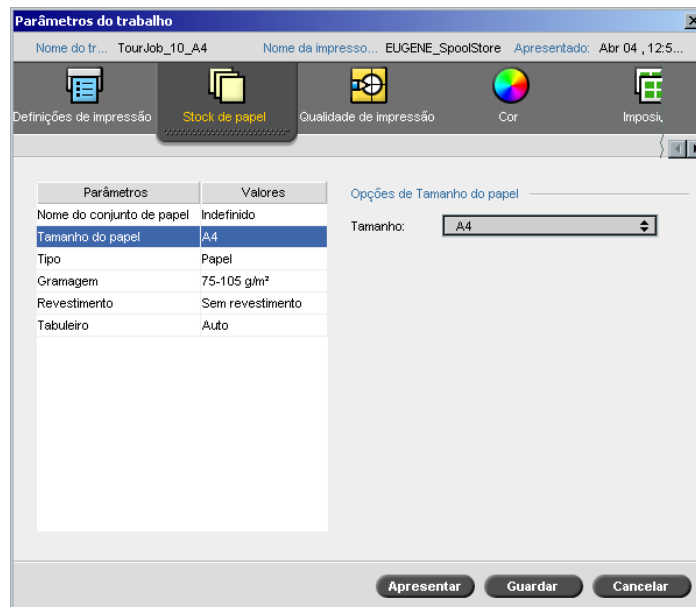 Parâmetros do trabalho
Nome do tr... TourJob_10_A4 Nome da impresso... EUGENE_SpoolStore Apresentado: Abr 04 , 12:5...
Definições de impressão Stock de papel Qualidade de impressão Cor Imposi
Parâmetros Valores
Nome do conjunto de papel Indefinido
Tamanho do papel A4
Tipo Papel
Gramagem 75-105 g/m²
Revestimento Sem revestimento
Tabuleiro Auto
Opções de Tamanho do papel
Tamanho: A4
Apresentar Guardar Cancelar